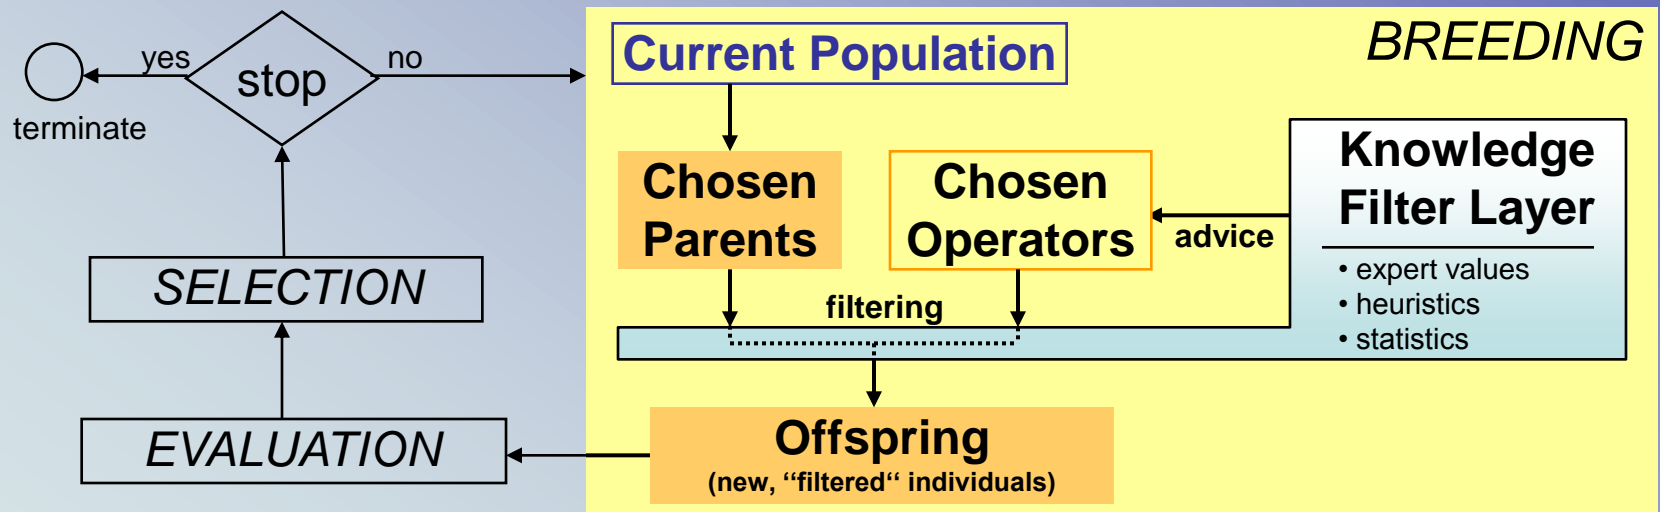 yes
stop
no
terminate
SELECTION
EVALUATION
BREEDING
Current Population
Chosen
Parents
Chosen
Operators
advice
Knowledge
Filter Layer
• expert values
• heuristics
• statistics
filtering
Offspring
(new, “filtered“ individuals)